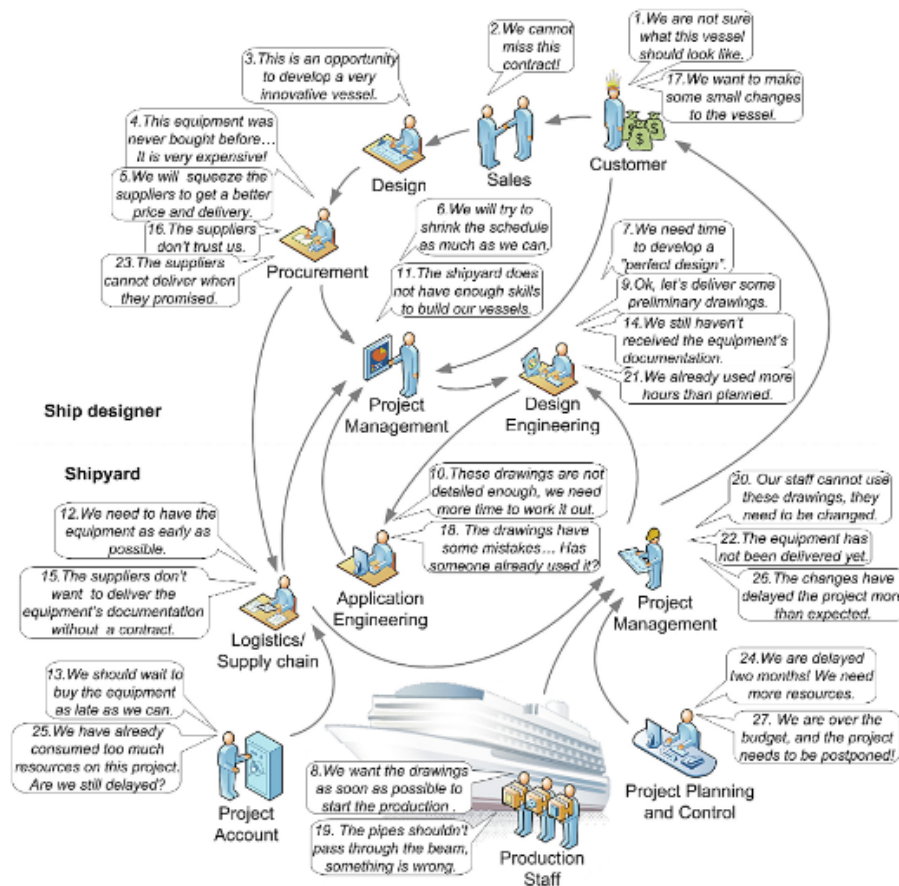 1.We are not sure
what this vessel
should look like.
2.We cannot
miss this
contract!
17.We want to make
some small changes
to the vessel.
3.This is an opportunity
to develop a very
innovative vessel.
Customer
Sales
Design
4.This equipment was
never bought before...
It is very expensive!
5.We will squeeze the
suppliers to get a better
price and delivery.
16.The suppliers
don't trust us.
23.The suppliers
cannot deliver when
they promised.
Procurement
6.We will try to
shrink the schedule
as much as we can,
11.The shipyard does
not have enough skills
to build our vessels.
7.We need time
to develop a
"perfect design".
9.Ok, let's deliver some
preliminary drawings.
14.We still haven't
received the equipment's
documentation.
21.We already used more
hours than planned.
Project
Management
Design
Engineering
Ship designer
Shipyard
12.We need to have the
equipment as early as
possible.
15.The suppliers don't
want to deliver the
equipment's documentation
without a contract.
Logistics/
Supply chain
10.These drawings are not
detailed enough, we need
more time to work it out.
18. The drawings have
some mistakes... Has
someone already used it?
Application
Engineering
20. Our staff cannot use
these drawings, they
need to be changed.
22.The equipment has
not been delivered yet.
26.The changes have
delayed the project more
than expected.
Project
Management
13.We should wait to
buy the equipment
as late as we can.
25.We have already
consumed too much
resources on this project.
Are we still delayed?
Project
Account
8.We want the drawings
as soon as possible to
start the production .
19. The pipes shouldn't
pass through the beam,
something is wrong.
Production
Staff
24.We are delayed
two months! We need
more resources.
27. We are over the
budget, and the project
needs to be postponed!
Project Planning
and Control